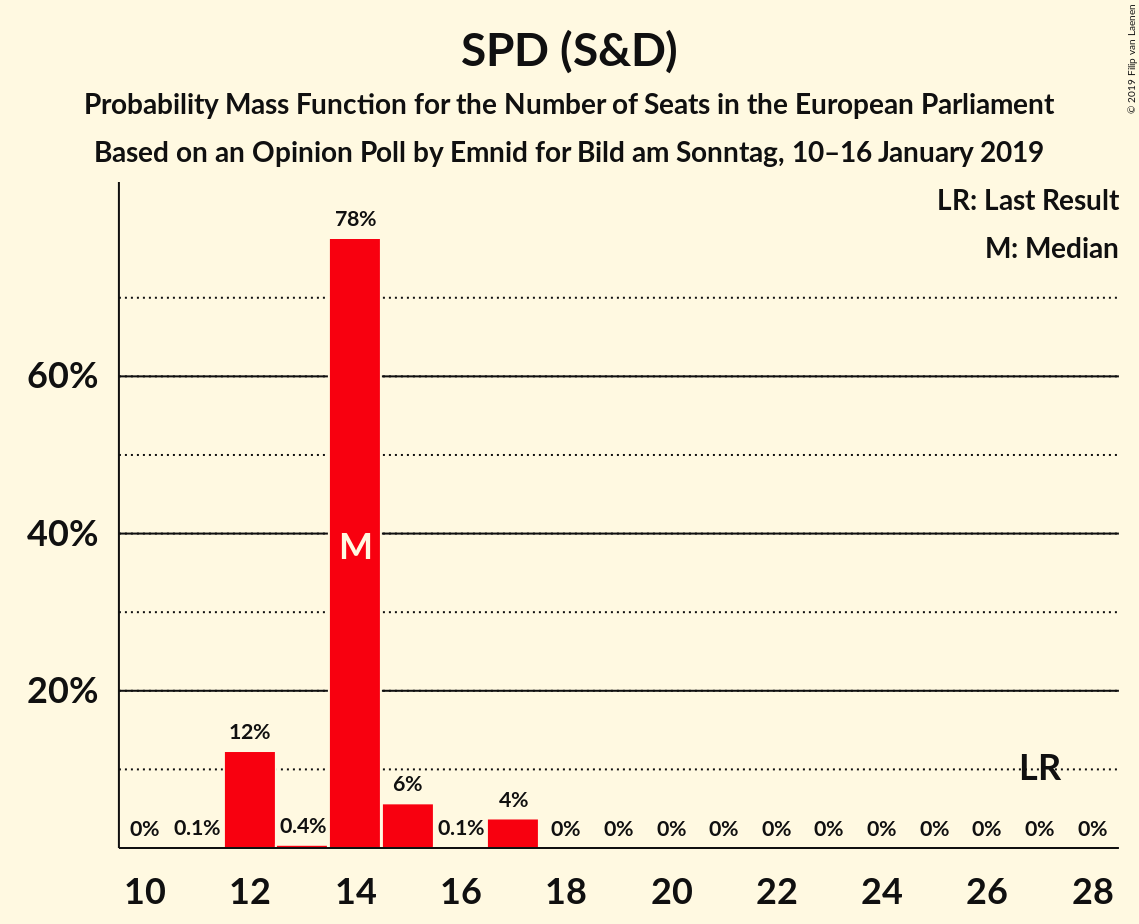 SPD (S&D)
Probability Mass Function for the Number of Seats in the European Parliament
Based on an Opinion Poll by Emnid for Bild am Sonntag, 10–16 January 2019
© 2019 Filip van Laenen
LR: Last Result
M: Median
78%
60%
40%
M
20%
12%
LR
6%
4%
0% 0.1% 0.4% 0.1% 0% 0% 0% 0% 0% 0% 0% 0% 0% 0% 0%
10 12 14 16 18 20 22 24 26 28